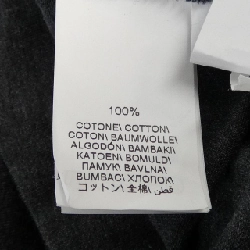 100%
COTONE\ COTTON\
COTON\ BAUMWOLLE\
ALGODÓN\ BAMBAKI\
KATOEN\ BOMULD\
ПАМУК\ BAVLNA\
BUMBAC\ ХЛОПОК\
コットン\ 全棉\ قطن